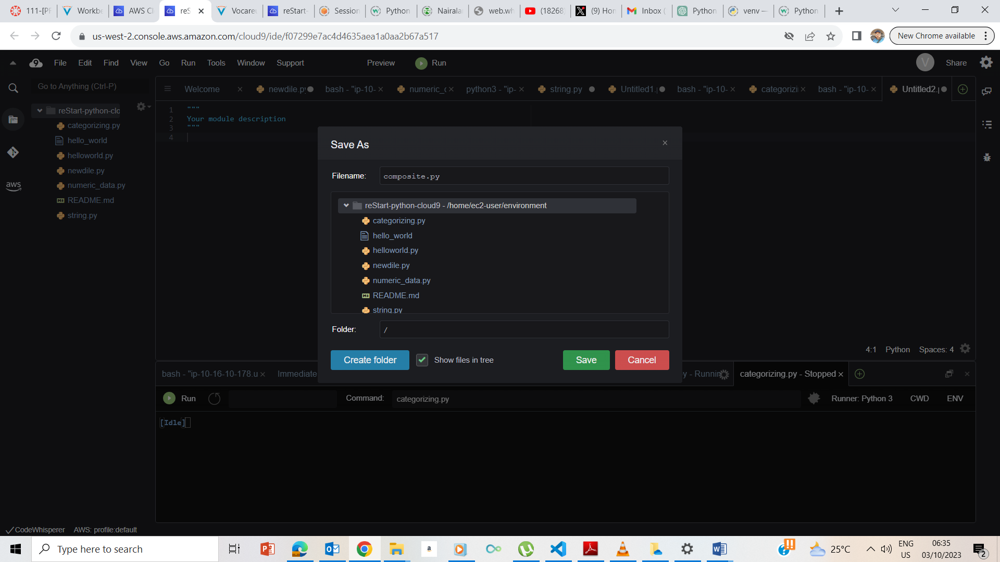 111-[PF
Workbe
AWS Cl
reS
Vocareu
reStart-
Session
Python
Nairalan
web.wh
(18268)
(9) Hom
Inbox (
Python
venv —
Python
us-west-2.console.aws.amazon.com/cloud9/ide/f07299e7ac4d4635aea1a0aa2b67a517
New Chrome available
File Edit Find View Go Run Tools Window Support Preview Run
V Share
Go to Anything (Ctrl-P)
Welcome newdile.py bash - "ip-10- numeric_c python3 - "ip- string.py Untitled1. bash - "ip-10- categorizi bash - "ip-10- Untitled2.
reStart-python-clo
categorizing.py
hello_world
helloworld.py
newdile.py
numeric_data.py
README.md
string.py
aws
1 """
2 Your module description
3 """
4
Save As
Filename: composite.py
reStart-python-cloud9 - /home/ec2-user/environment
categorizing.py
hello_world
helloworld.py
newdile.py
numeric_data.py
README.md
string.py
Folder: /
Create folder Show files in tree Save Cancel
4:1 Python Spaces: 4
bash - "ip-10-16-10-178.u Immediate y - Runnin categorizing.py - Stopped
Run Command: categorizing.py Runner: Python 3 CWD ENV
[Idle]
CodeWhisperer AWS: profile:default
Type here to search
a
25°C
ENG
US
06:35
03/10/2023
2